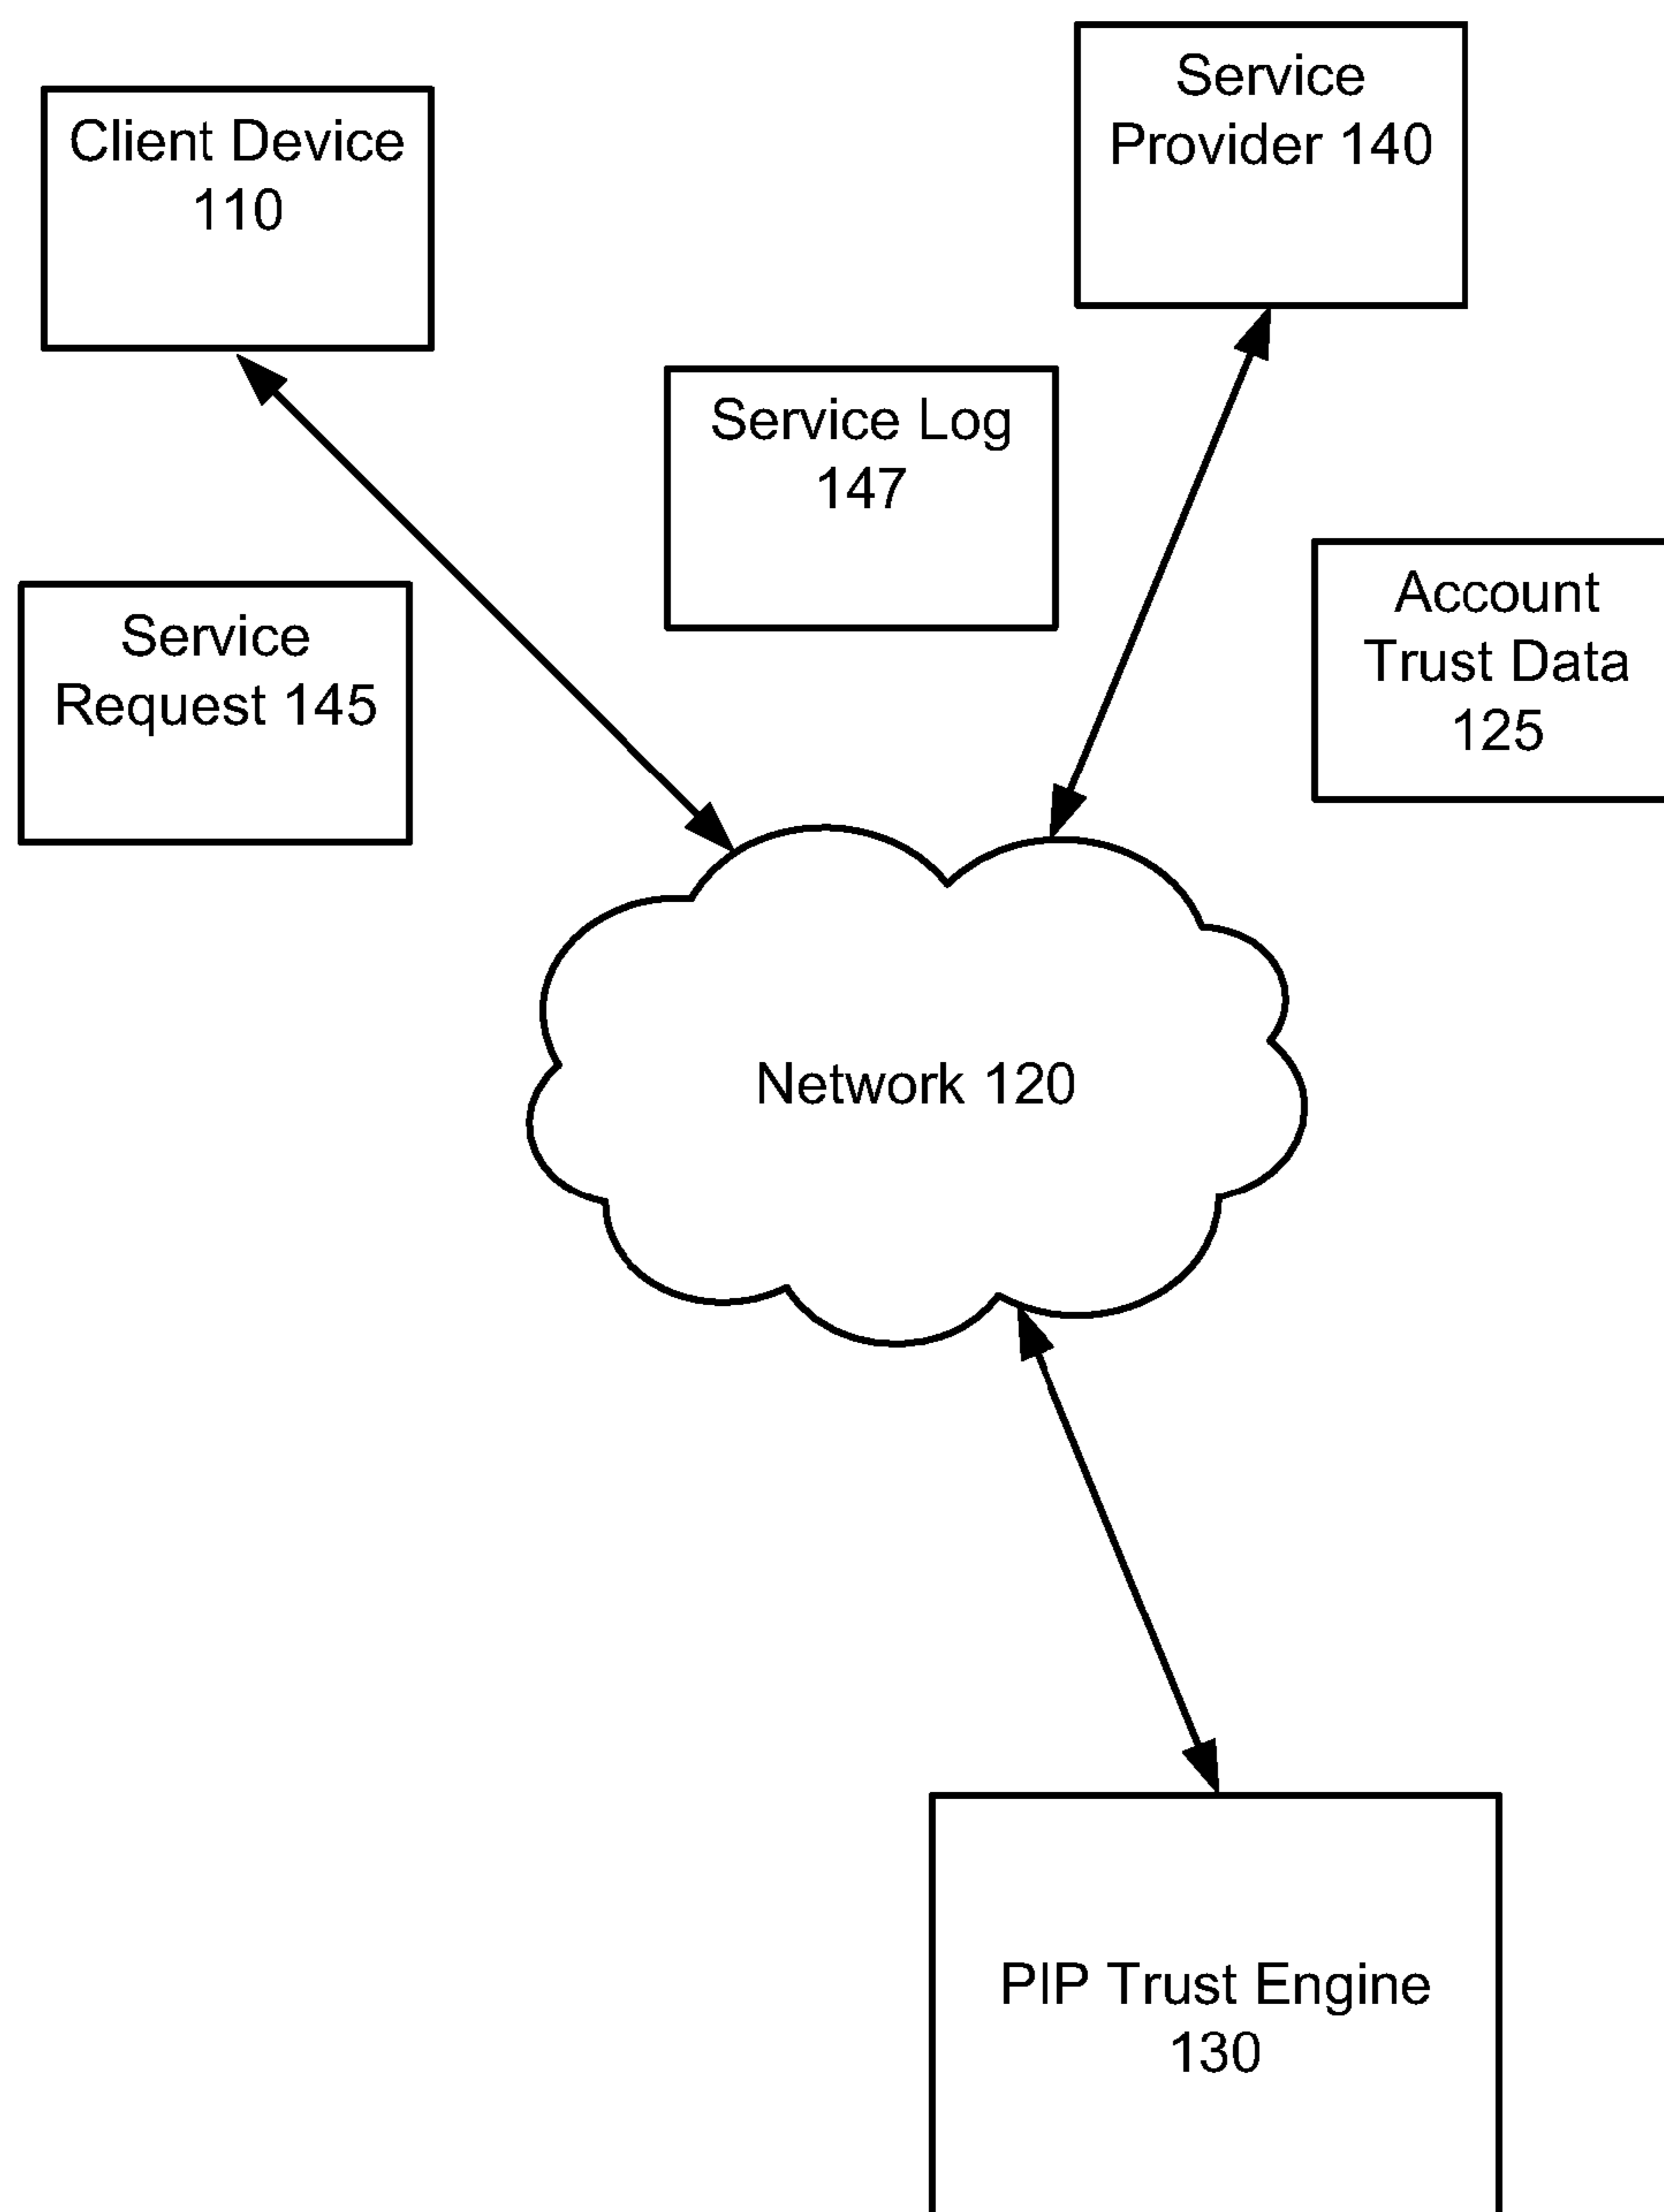 Service
Provider 140
Client Device
110
Service Log
147
Account
Trust Data
125
Service
Request 145
Network 120
PIP Trust Engine
130